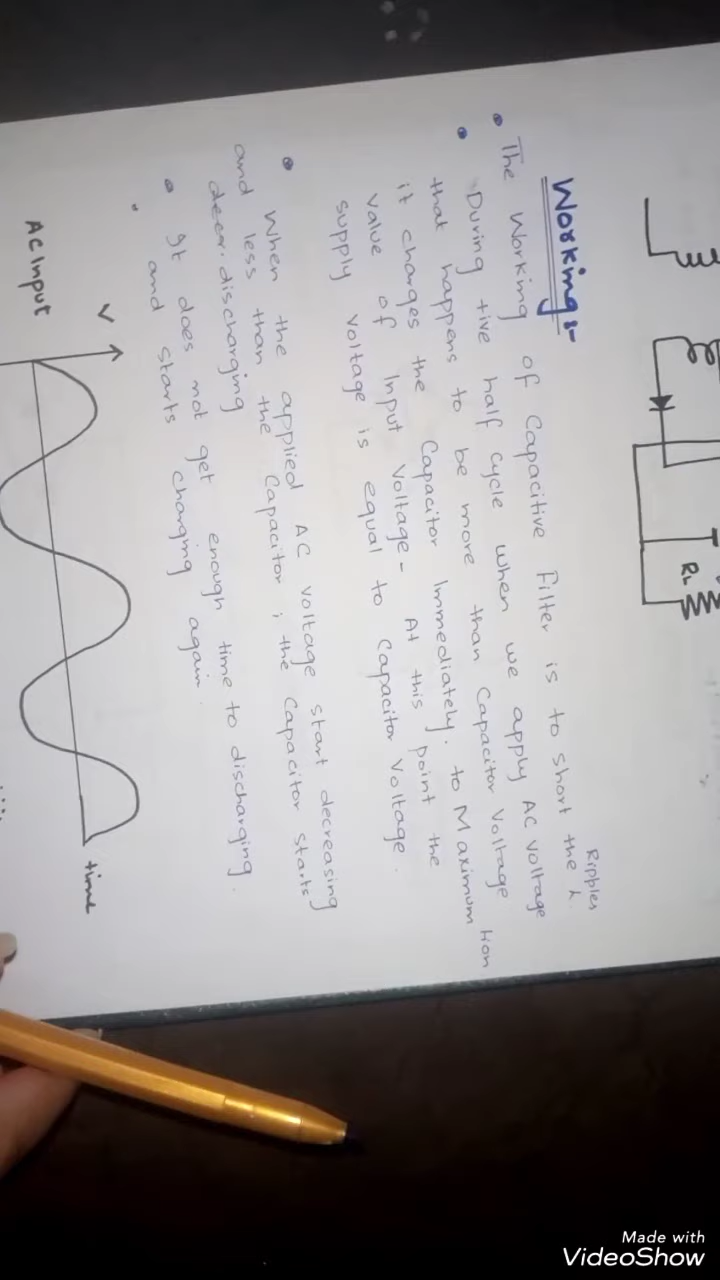 RL
Working:-
Ripples
• The Working of Capacitive Filter is to short the
• During +ive half cycle when we apply AC voltage
that happens to be more than Capacitor Voltage
it charges the Capacitor Immediately. to Maximum
value of Input Voltage - At this point the
supply voltage is equal to Capacitor Voltage.
• When the applied AC voltage start decreasing
and less than the Capacitor ; the Capacitor starts
discharging
• It does not get enough time to discharging.
and starts charging again.
V
AC Input
time
Made with
VideoShow